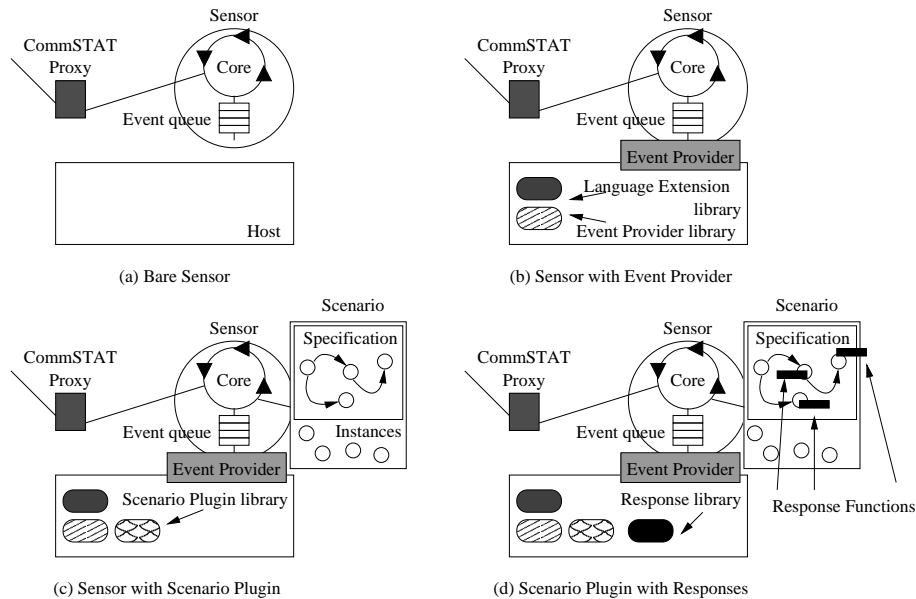 Sensor
CommSTAT
Proxy
Core
Event queue
Host
(a) Bare Sensor
Sensor
CommSTAT
Proxy
Core
Event queue
Event Provider
Language Extension
library
Event Provider library
(b) Sensor with Event Provider
Scenario
Sensor
Specification
CommSTAT
Proxy
Core
Event queue
Instances
Event Provider
Scenario Plugin library
(c) Sensor with Scenario Plugin
Scenario
Sensor
Specification
CommSTAT
Proxy
Core
Event queue
Event Provider
Response library
Response Functions
(d) Scenario Plugin with Responses